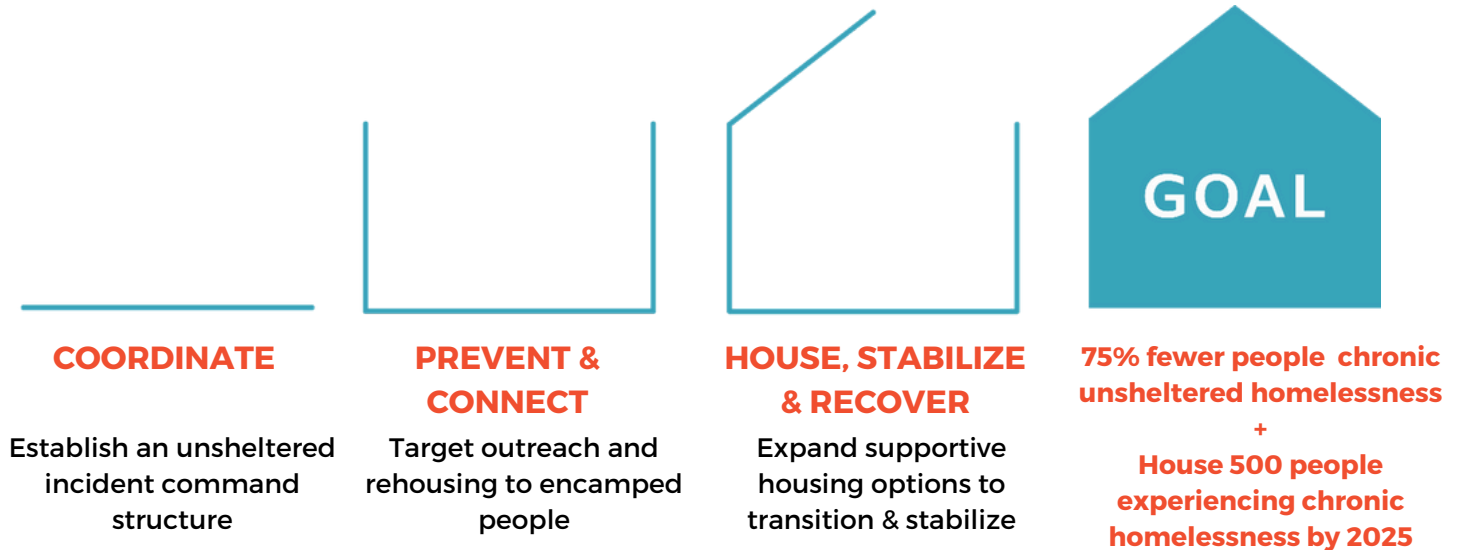 GOAL
COORDINATE
Establish an unsheltered
incident command
structure
PREVENT &
CONNECT
Target outreach and
rehousing to encamped
people
HOUSE, STABILIZE
& RECOVER
Expand supportive
housing options to
transition & stabilize
75% fewer people chronic
unsheltered homelessness
+
House 500 people
experiencing chronic
homelessness by 2025